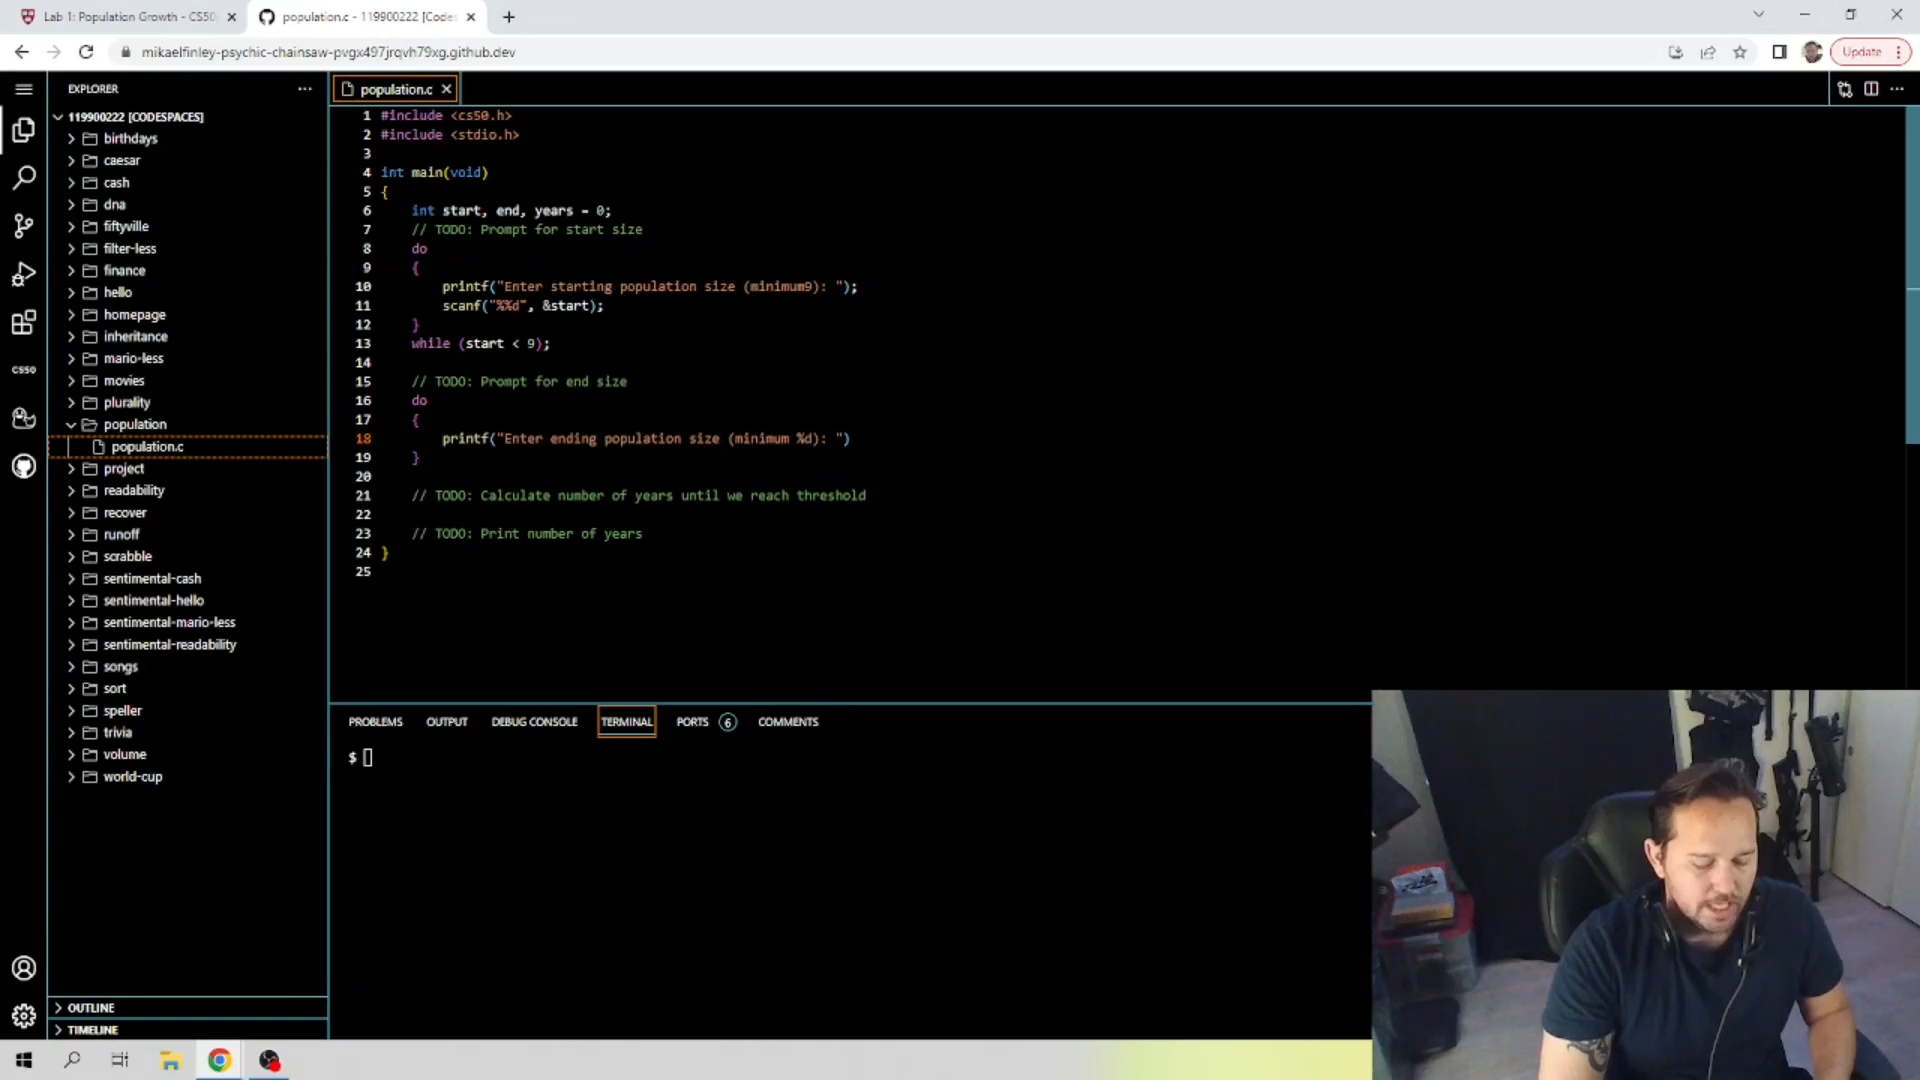 Lab 1: Population Growth - CS50
population.c - 119900222 [Codes
mikaelfinley-psychic-chainsaw-pvgx497jrqvh79xg.github.dev
Update
EXPLORER
population.c
119900222 [CODESPACES]
birthdays
caesar
cash
dna
fiftyville
filter-less
finance
hello
homepage
inheritance
mario-less
movies
plurality
population
population.c
project
readability
recover
runoff
scrabble
sentimental-cash
sentimental-hello
sentimental-mario-less
sentimental-readability
songs
sort
speller
trivia
volume
world-cup
OUTLINE
TIMELINE
CS50
1 #include <cs50.h>
2 #include <stdio.h>
3
4 int main(void)
5 {
6 int start, end, years = 0;
7 // TODO: Prompt for start size
8 do
9 {
10 printf("Enter starting population size (minimum9): ");
11 scanf("%%d", &start);
12 }
13 while (start < 9);
14
15 // TODO: Prompt for end size
16 do
17 {
18 printf("Enter ending population size (minimum %d): ")
19 }
20
21 // TODO: Calculate number of years until we reach threshold
22
23 // TODO: Print number of years
24 }
25
PROBLEMS OUTPUT DEBUG CONSOLE TERMINAL PORTS 6 COMMENTS
$